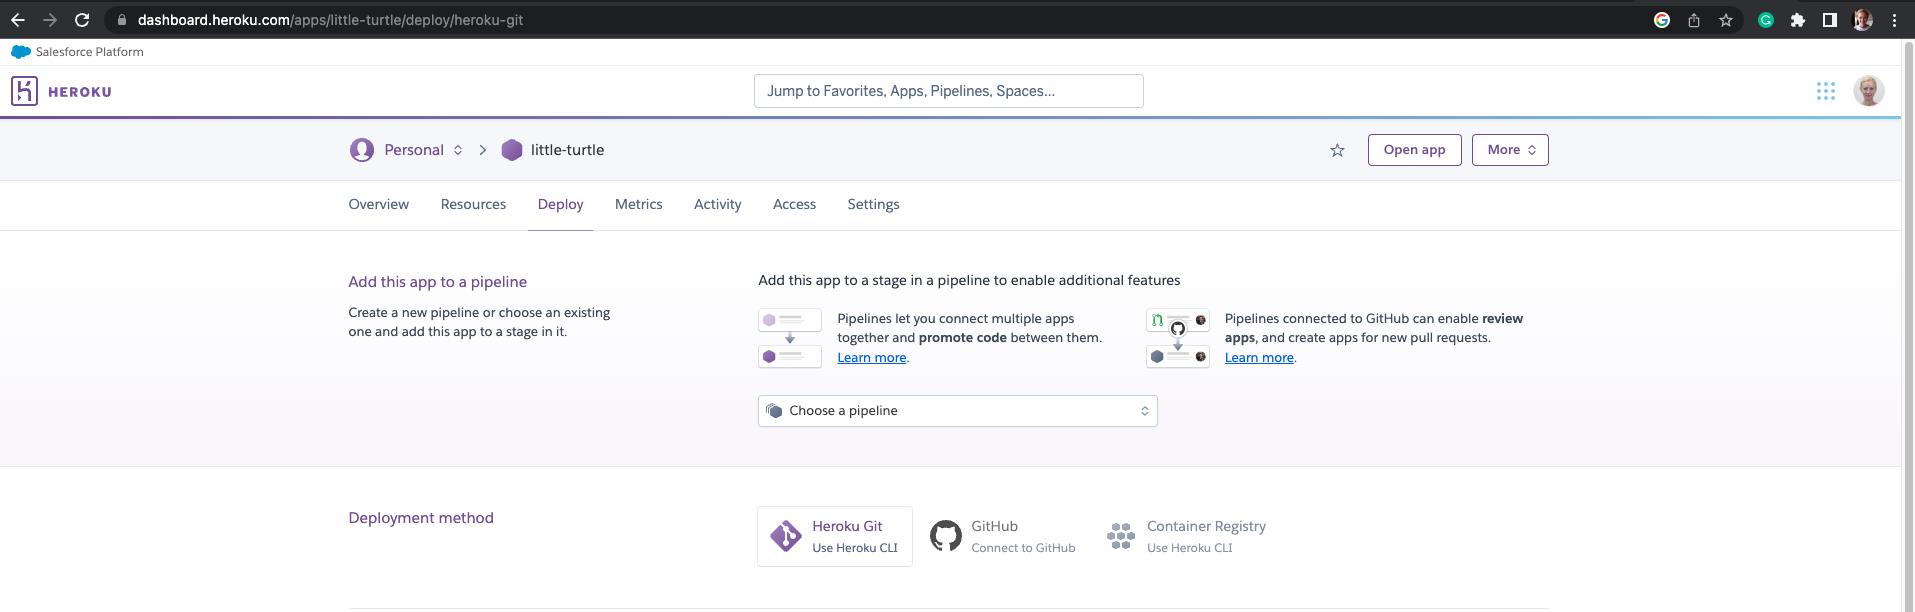 dashboard.heroku.com/apps/little-turtle/deploy/heroku-git
Salesforce Platform
HEROKU
Jump to Favorites, Apps, Pipelines, Spaces...
Personal
little-turtle
Open app
More
Overview
Resources
Deploy
Metrics
Activity
Access
Settings
Add this app to a pipeline
Create a new pipeline or choose an existing
one and add this app to a stage in it.
Add this app to a stage in a pipeline to enable additional features
Pipelines let you connect multiple apps
together and promote code between them.
Learn more.
Pipelines connected to GitHub can enable review
apps, and create apps for new pull requests.
Learn more.
Choose a pipeline
Deployment method
Heroku Git
Use Heroku CLI
GitHub
Connect to GitHub
Container Registry
Use Heroku CLI